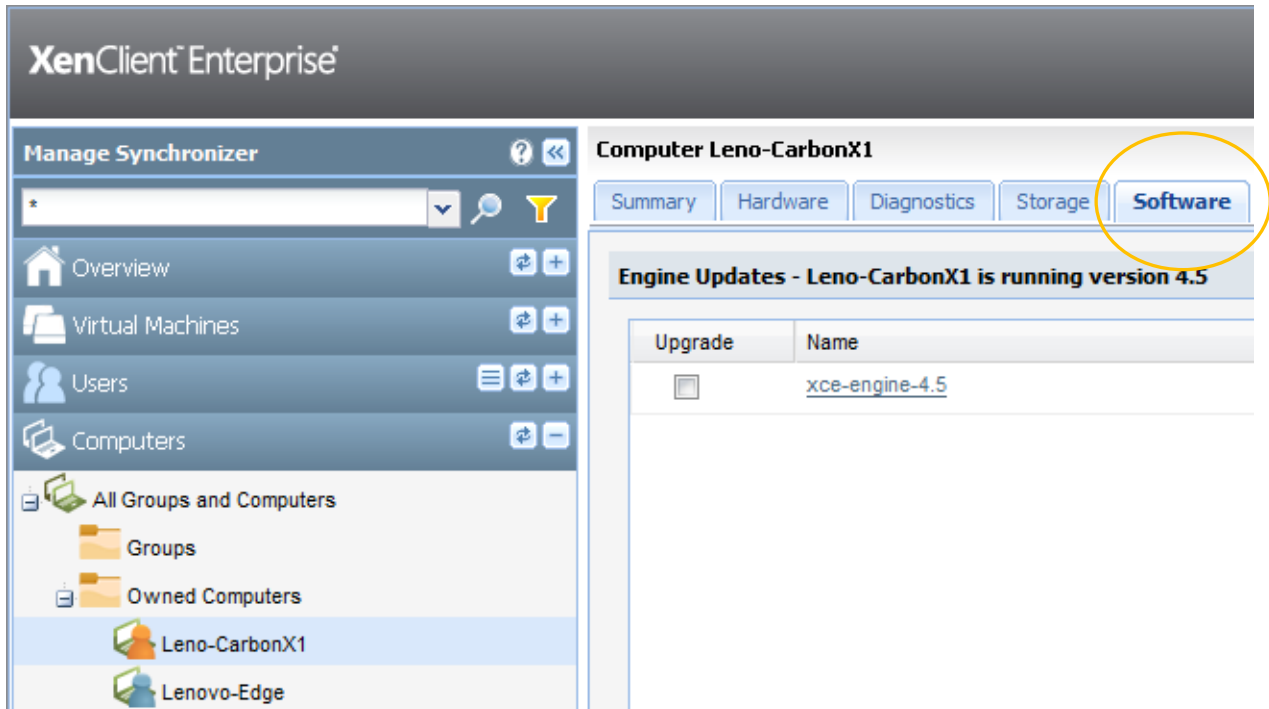 XenClient™ Enterprise
Manage Synchronizer
*
Overview
Virtual Machines
Users
Computers
All Groups and Computers
Groups
Owned Computers
Leno-CarbonX1
Lenovo-Edge
Computer Leno-CarbonX1
Summary Hardware Diagnostics Storage Software
Engine Updates - Leno-CarbonX1 is running version 4.5
Upgrade Name
xce-engine-4.5